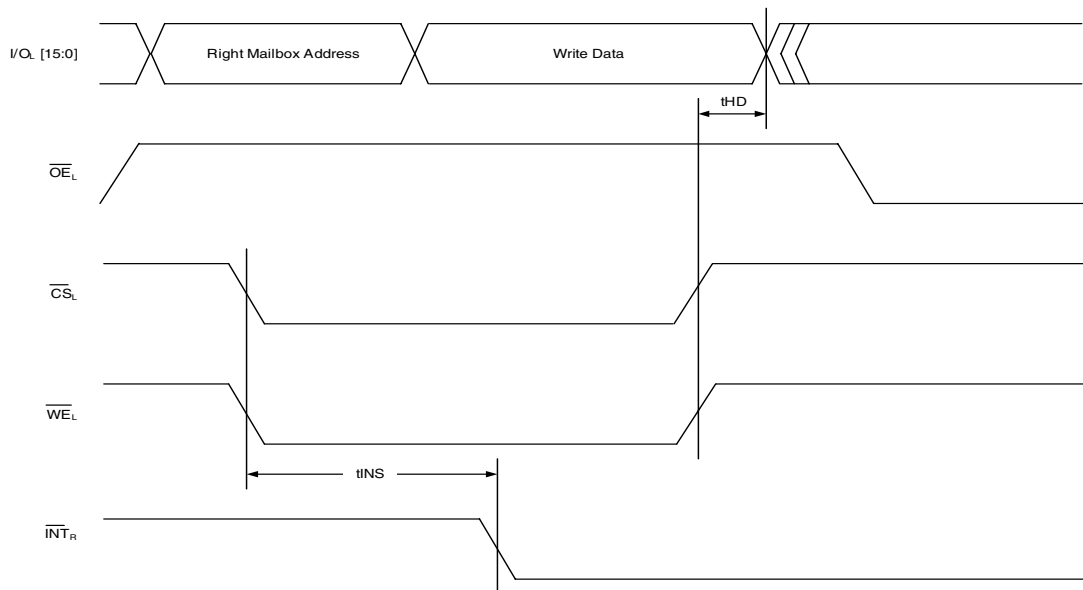 I/OL [15:0]
Right Mailbox Address
Write Data
tHD
OEL
CSL
WEL
tINS
INTR